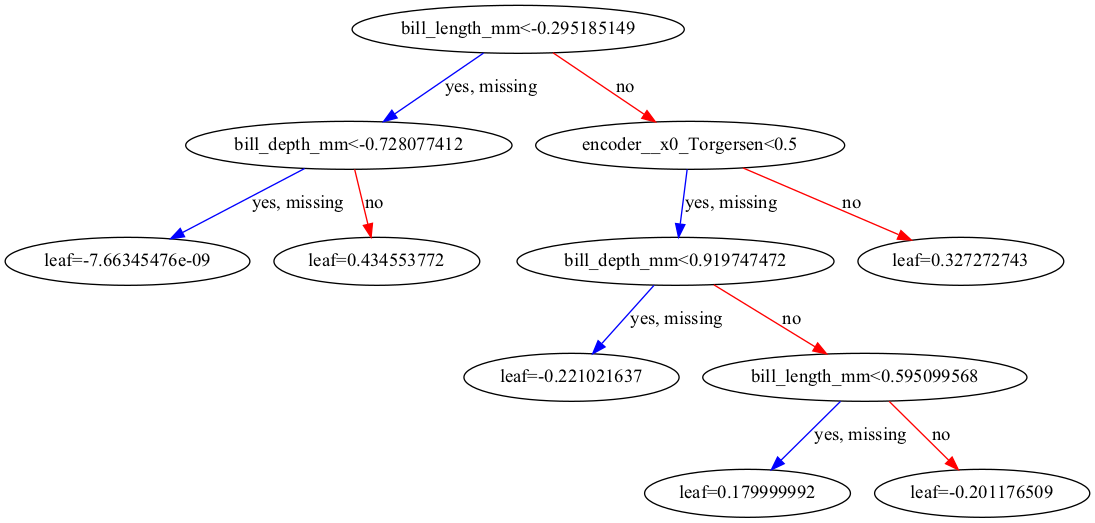 bill_length_mm<-0.295185149
yes, missing
no
bill_depth_mm<-0.728077412
encoder__x0_Torgersen<0.5
yes, missing
no
yes, missing
no
leaf=-7.66345476e-09
leaf=0.434553772
bill_depth_mm<0.919747472
leaf=0.327272743
yes, missing
no
leaf=-0.221021637
bill_length_mm<0.595099568
yes, missing
no
leaf=0.179999992
leaf=-0.201176509